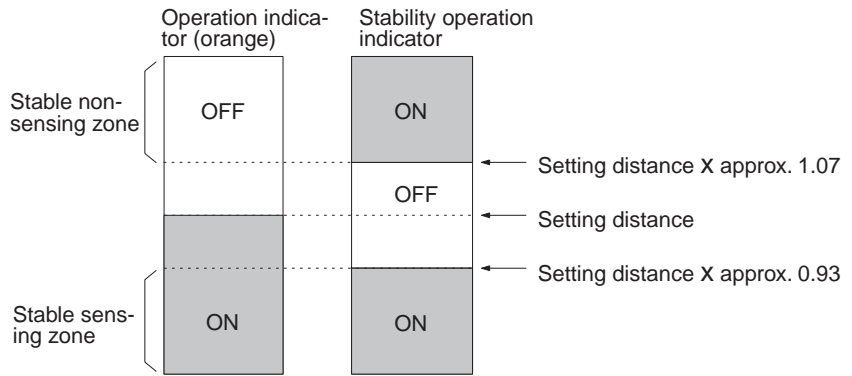 Operation indica-
tor (orange)
Stability operation
indicator
Stable non-
sensing zone
OFF
ON
Setting distance X approx. 1.07
OFF
Setting distance
Setting distance X approx. 0.93
Stable sens-
ing zone
ON
ON